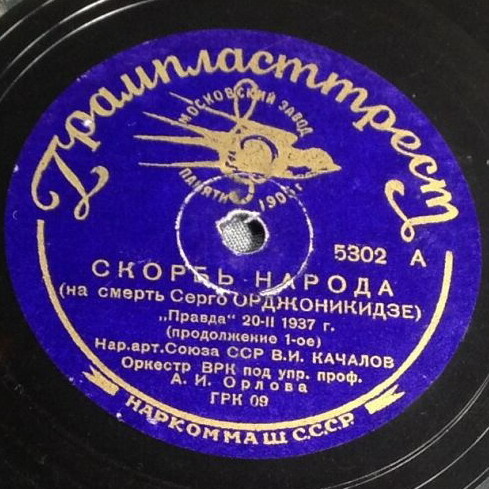 Грампласттрест
МОСКОВСКИЙ ЗАВОД
ПАМЯТИ 1905 г.
5302 А
СКОРБЬ НАРОДА
(на смерть Серго ОРДЖОНИКИДЗЕ)
„Правда" 20-II 1937 г.
(продолжение 1-ое)
Нар.арт.Союза ССР В.И. КАЧАЛОВ
Оркестр ВРК под упр. проф.
А. И. Орлова
ГРК 09
НАРКОММАШ С.С.С.Р.